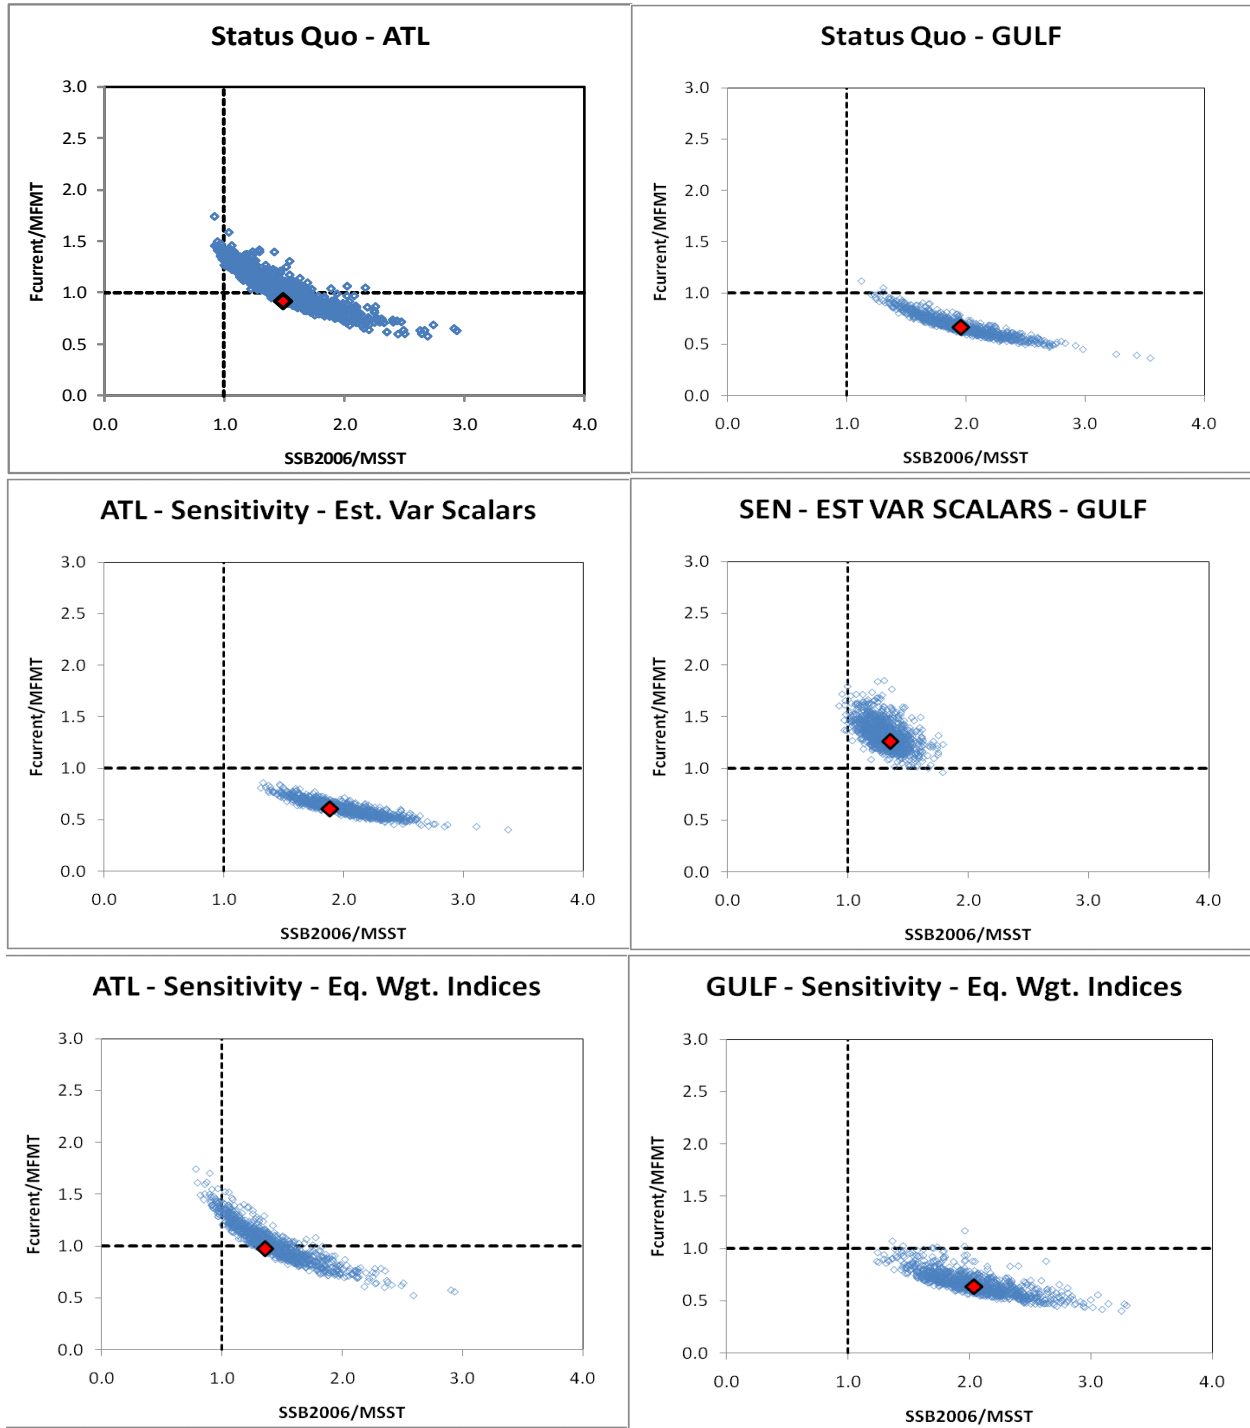 Status Quo - ATL
3.0
2.5
2.0
1.5
1.0
0.5
0.0
Fcurrent/MFMT
0.0 1.0 2.0 3.0 4.0
SSB2006/MSST
Status Quo - GULF
3.0
2.5
2.0
1.5
1.0
0.5
0.0
Fcurrent/MFMT
0.0 1.0 2.0 3.0 4.0
SSB2006/MSST
ATL - Sensitivity - Est. Var Scalars
3.0
2.5
2.0
1.5
1.0
0.5
0.0
Fcurrent/MFMT
0.0 1.0 2.0 3.0 4.0
SSB2006/MSST
SEN - EST VAR SCALARS - GULF
3.0
2.5
2.0
1.5
1.0
0.5
0.0
Fcurrent/MFMT
0.0 1.0 2.0 3.0 4.0
SSB2006/MSST
ATL - Sensitivity - Eq. Wgt. Indices
3.0
2.5
2.0
1.5
1.0
0.5
0.0
Fcurrent/MFMT
0.0 1.0 2.0 3.0 4.0
SSB2006/MSST
GULF - Sensitivity - Eq. Wgt. Indices
3.0
2.5
2.0
1.5
1.0
0.5
0.0
Fcurrent/MFMT
0.0 1.0 2.0 3.0 4.0
SSB2006/MSST